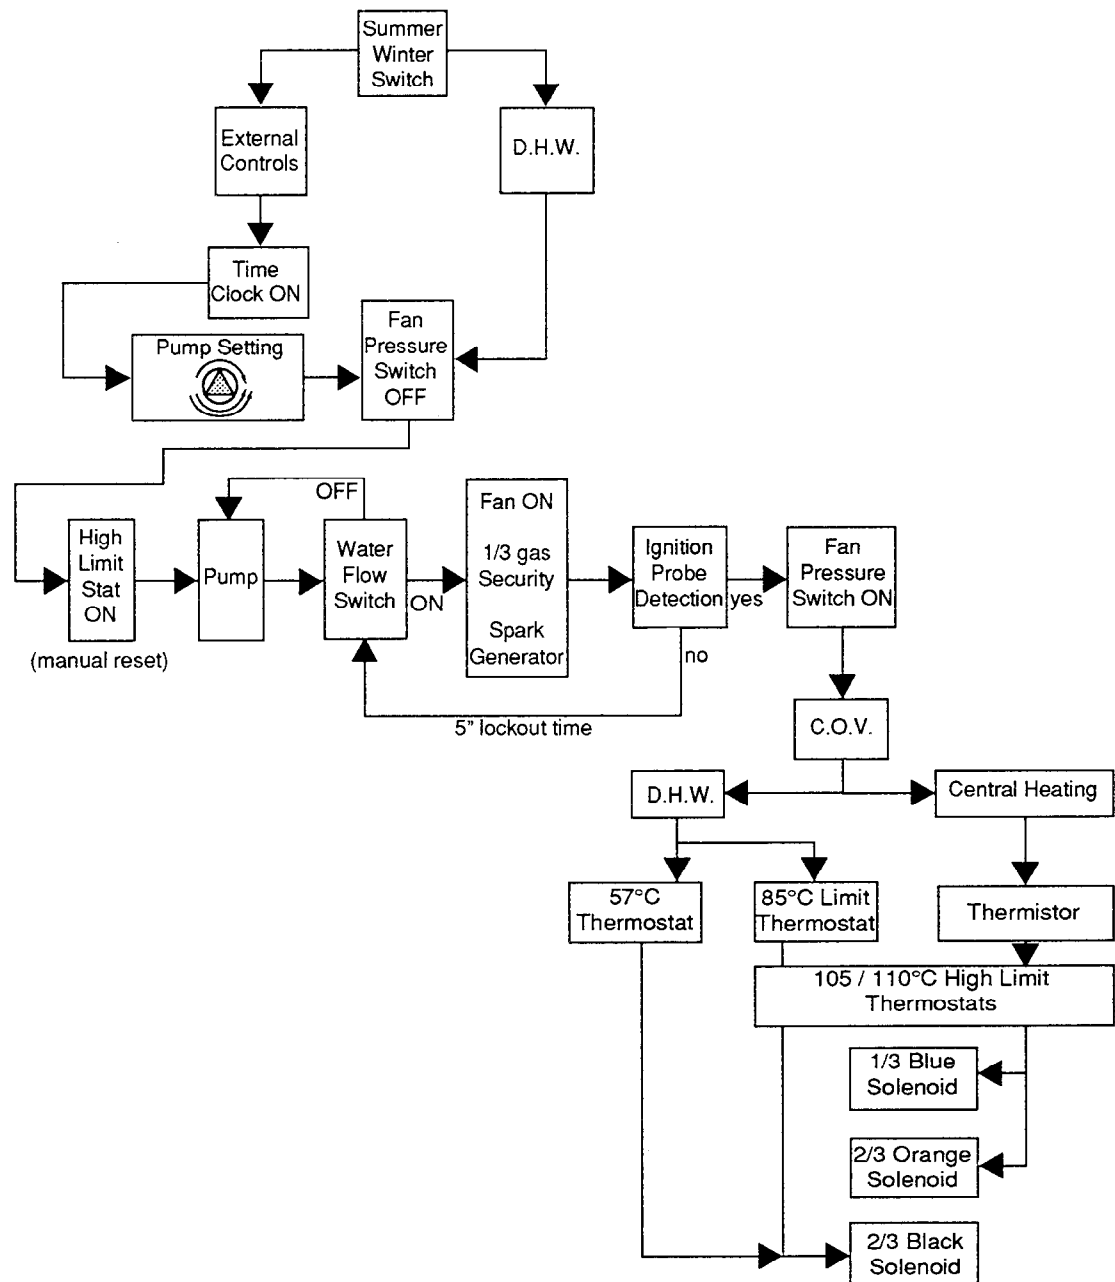 Summer
Winter
Switch
External
Controls
D.H.W.
Time
Clock ON
Pump Setting
Fan
Pressure
Switch
OFF
OFF
High
Limit
Stat
ON
(manual reset)
Pump
Water
Flow
Switch
ON
Fan ON
1/3 gas
Security
Spark
Generator
Ignition
Probe
Detection
yes
no
Fan
Pressure
Switch ON
5" lockout time
C.O.V.
D.H.W.
Central Heating
57°C
Thermostat
85°C Limit
Thermostat
Thermistor
105 / 110°C High Limit
Thermostats
1/3 Blue
Solenoid
2/3 Orange
Solenoid
2/3 Black
Solenoid